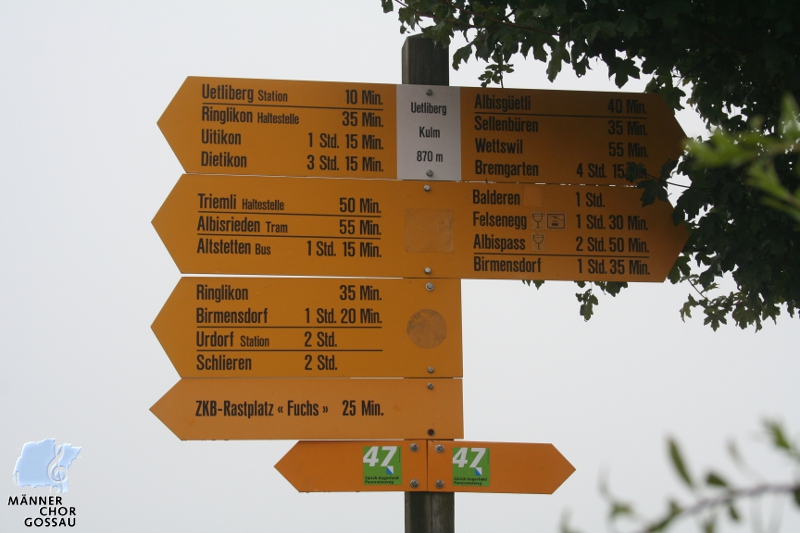 Uetliberg Station 10 Min.
Ringlikon Haltestelle 35 Min.
Uitikon 1 Std. 15 Min.
Dietikon 3 Std. 15 Min.
Uetliberg
Kulm
870 m
Albisgüetli 40 Min.
Sellenbüren 35 Min.
Wettswil 55 Min.
Bremgarten 4 Std. 15 Min.
Triemli Haltestelle 50 Min.
Albisrieden Tram 55 Min.
Altstetten Bus 1 Std. 15 Min.
Balderen 1 Std.
Felsenegg 1 Std. 30 Min.
Albispass 2 Std. 50 Min.
Birmensdorf 1 Std. 35 Min.
Ringlikon 35 Min.
Birmensdorf 1 Std. 20 Min.
Urdorf Station 2 Std.
Schlieren 2 Std.
ZKB-Rastplatz « Fuchs » 25 Min.
47
47
MÄNNER
CHOR
GOSSAU